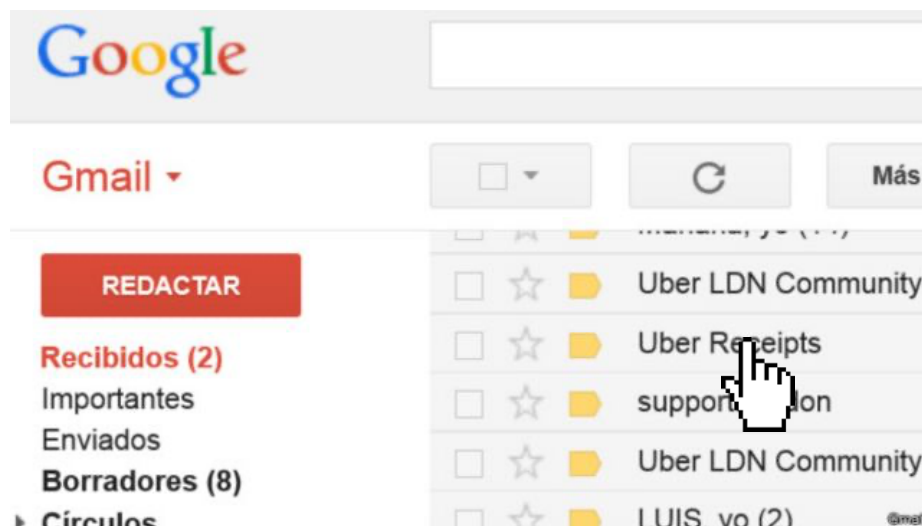 Google
Gmail
Más
REDACTAR
Uber LDN Community
Recibidos (2)
Uber Receipts
Importantes
Enviados
Borradores (8)
Uber LDN Community
Círculos
LUIS, yo (2)